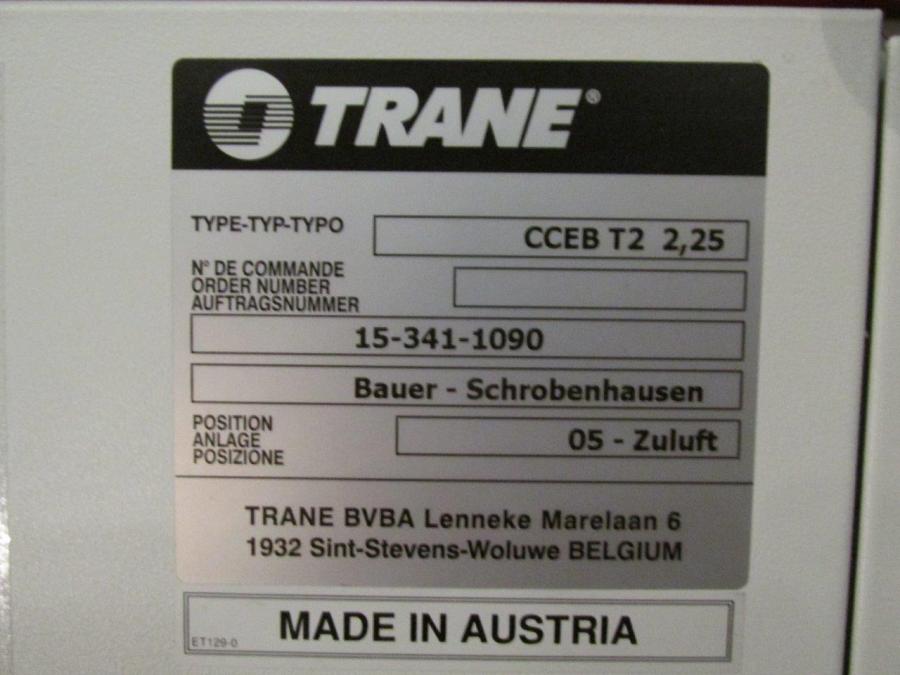 TRANE®
TYPE-TYP-TYPO
CCEB T2 2,25
N° DE COMMANDE
ORDER NUMBER
AUFTRAGSNUMMER
15-341-1090
Bauer - Schrobenhausen
POSITION
ANLAGE
POSIZIONE
05 - Zuluft
TRANE BVBA Lenneke Marelaan 6
1932 Sint-Stevens-Woluwe BELGIUM
ET129-0
MADE IN AUSTRIA